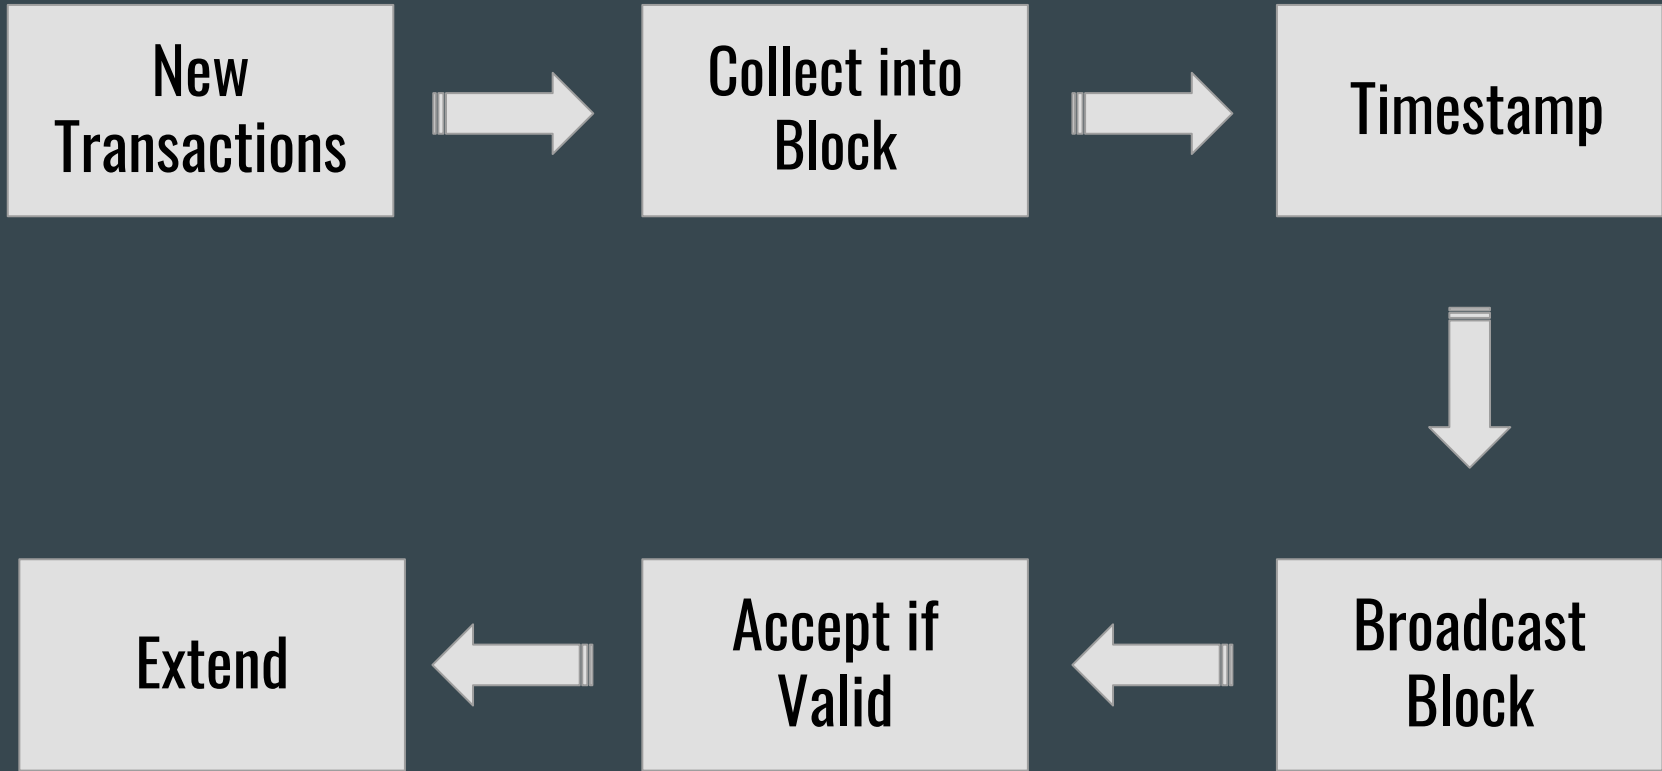 New
Transactions
Collect into
Block
Timestamp
Broadcast
Block
Accept if
Valid
Extend